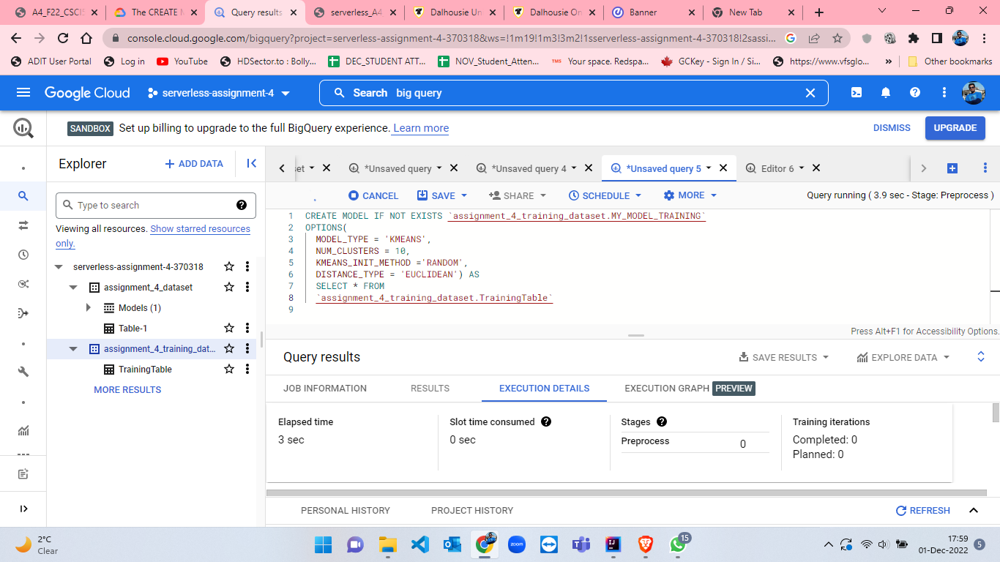 A4_F22_CSCI5
The CREATE M
Query results
serverless_A4
Dalhousie Un
Dalhousie On
Banner
New Tab
console.cloud.google.com/bigquery?project=serverless-assignment-4-370318&ws=!1m19!1m3!3m2!1sserverless-assignment-4-370318!2sassi...
ADIT User Portal
Log in
YouTube
HDSector.to : Bolly...
DEC_STUDENT ATT...
NOV_Student_Atten...
Your space. Redspa...
GCKey - Sign In / Si...
https://www.vfsglo...
»
Other bookmarks
Google Cloud
serverless-assignment-4
Search big query
SANDBOX Set up billing to upgrade to the full BigQuery experience. Learn more
DISMISS
UPGRADE
Explorer
+ ADD DATA
Type to search
Viewing all resources. Show starred resources
only.
serverless-assignment-4-370318
assignment_4_dataset
Models (1)
Table-1
assignment_4_training_dat...
TrainingTable
MORE RESULTS
set
*Unsaved query
*Unsaved query 4
*Unsaved query 5
Editor 6
CANCEL
SAVE
SHARE
SCHEDULE
MORE
Query running ( 3.9 sec - Stage: Preprocess )
1 CREATE MODEL IF NOT EXISTS `assignment_4_training_dataset.MY_MODEL_TRAINING`
2 OPTIONS(
3 MODEL_TYPE = 'KMEANS',
4 NUM_CLUSTERS = 10,
5 KMEANS_INIT_METHOD ='RANDOM',
6 DISTANCE_TYPE = 'EUCLIDEAN') AS
7 SELECT * FROM
8 `assignment_4_training_dataset.TrainingTable`
9
Press Alt+F1 for Accessibility Options.
Query results
SAVE RESULTS
EXPLORE DATA
JOB INFORMATION
RESULTS
EXECUTION DETAILS
EXECUTION GRAPH PREVIEW
Elapsed time
3 sec
Slot time consumed
0 sec
Stages
Preprocess 0
Training iterations
Completed: 0
Planned: 0
PERSONAL HISTORY
PROJECT HISTORY
REFRESH
2°C
Clear
zoom
15
17:59
01-Dec-2022
5